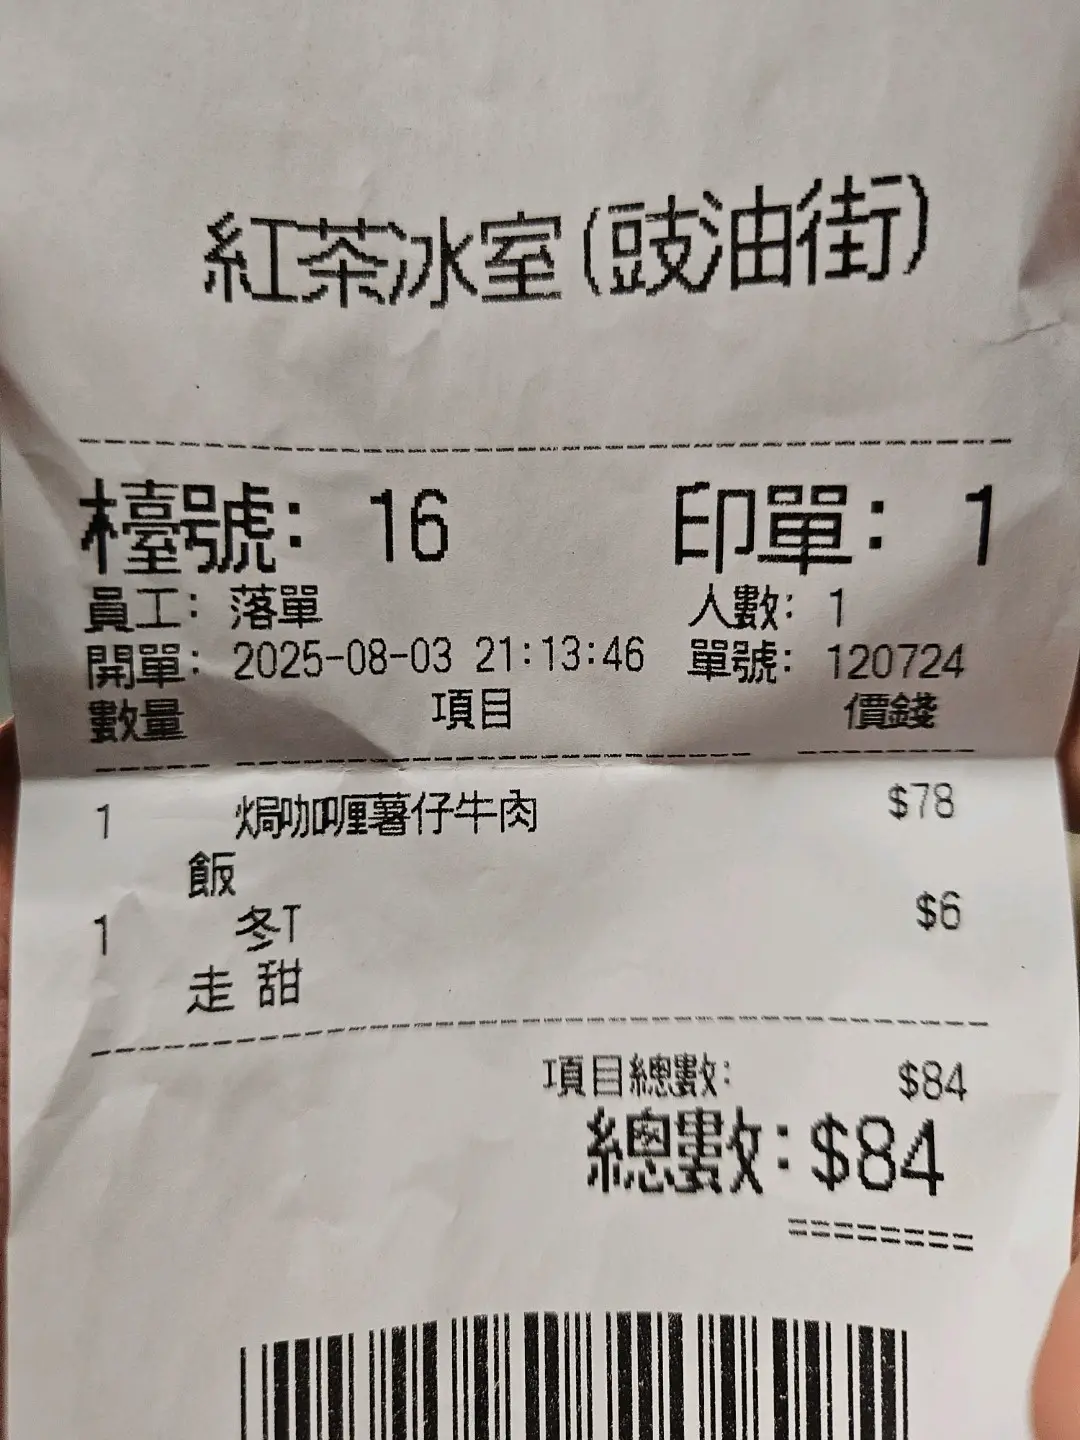 紅茶冰室(豉油街)
檯號: 16 印單: 1
員工: 落單 人數: 1
開單: 2025-08-03 21:13:46 單號: 120724
數量 項目 價錢
1 焗咖喱薯仔牛肉 $78
飯
1 冬T $6
走 甜
項目總數: $84
總數: $84
========